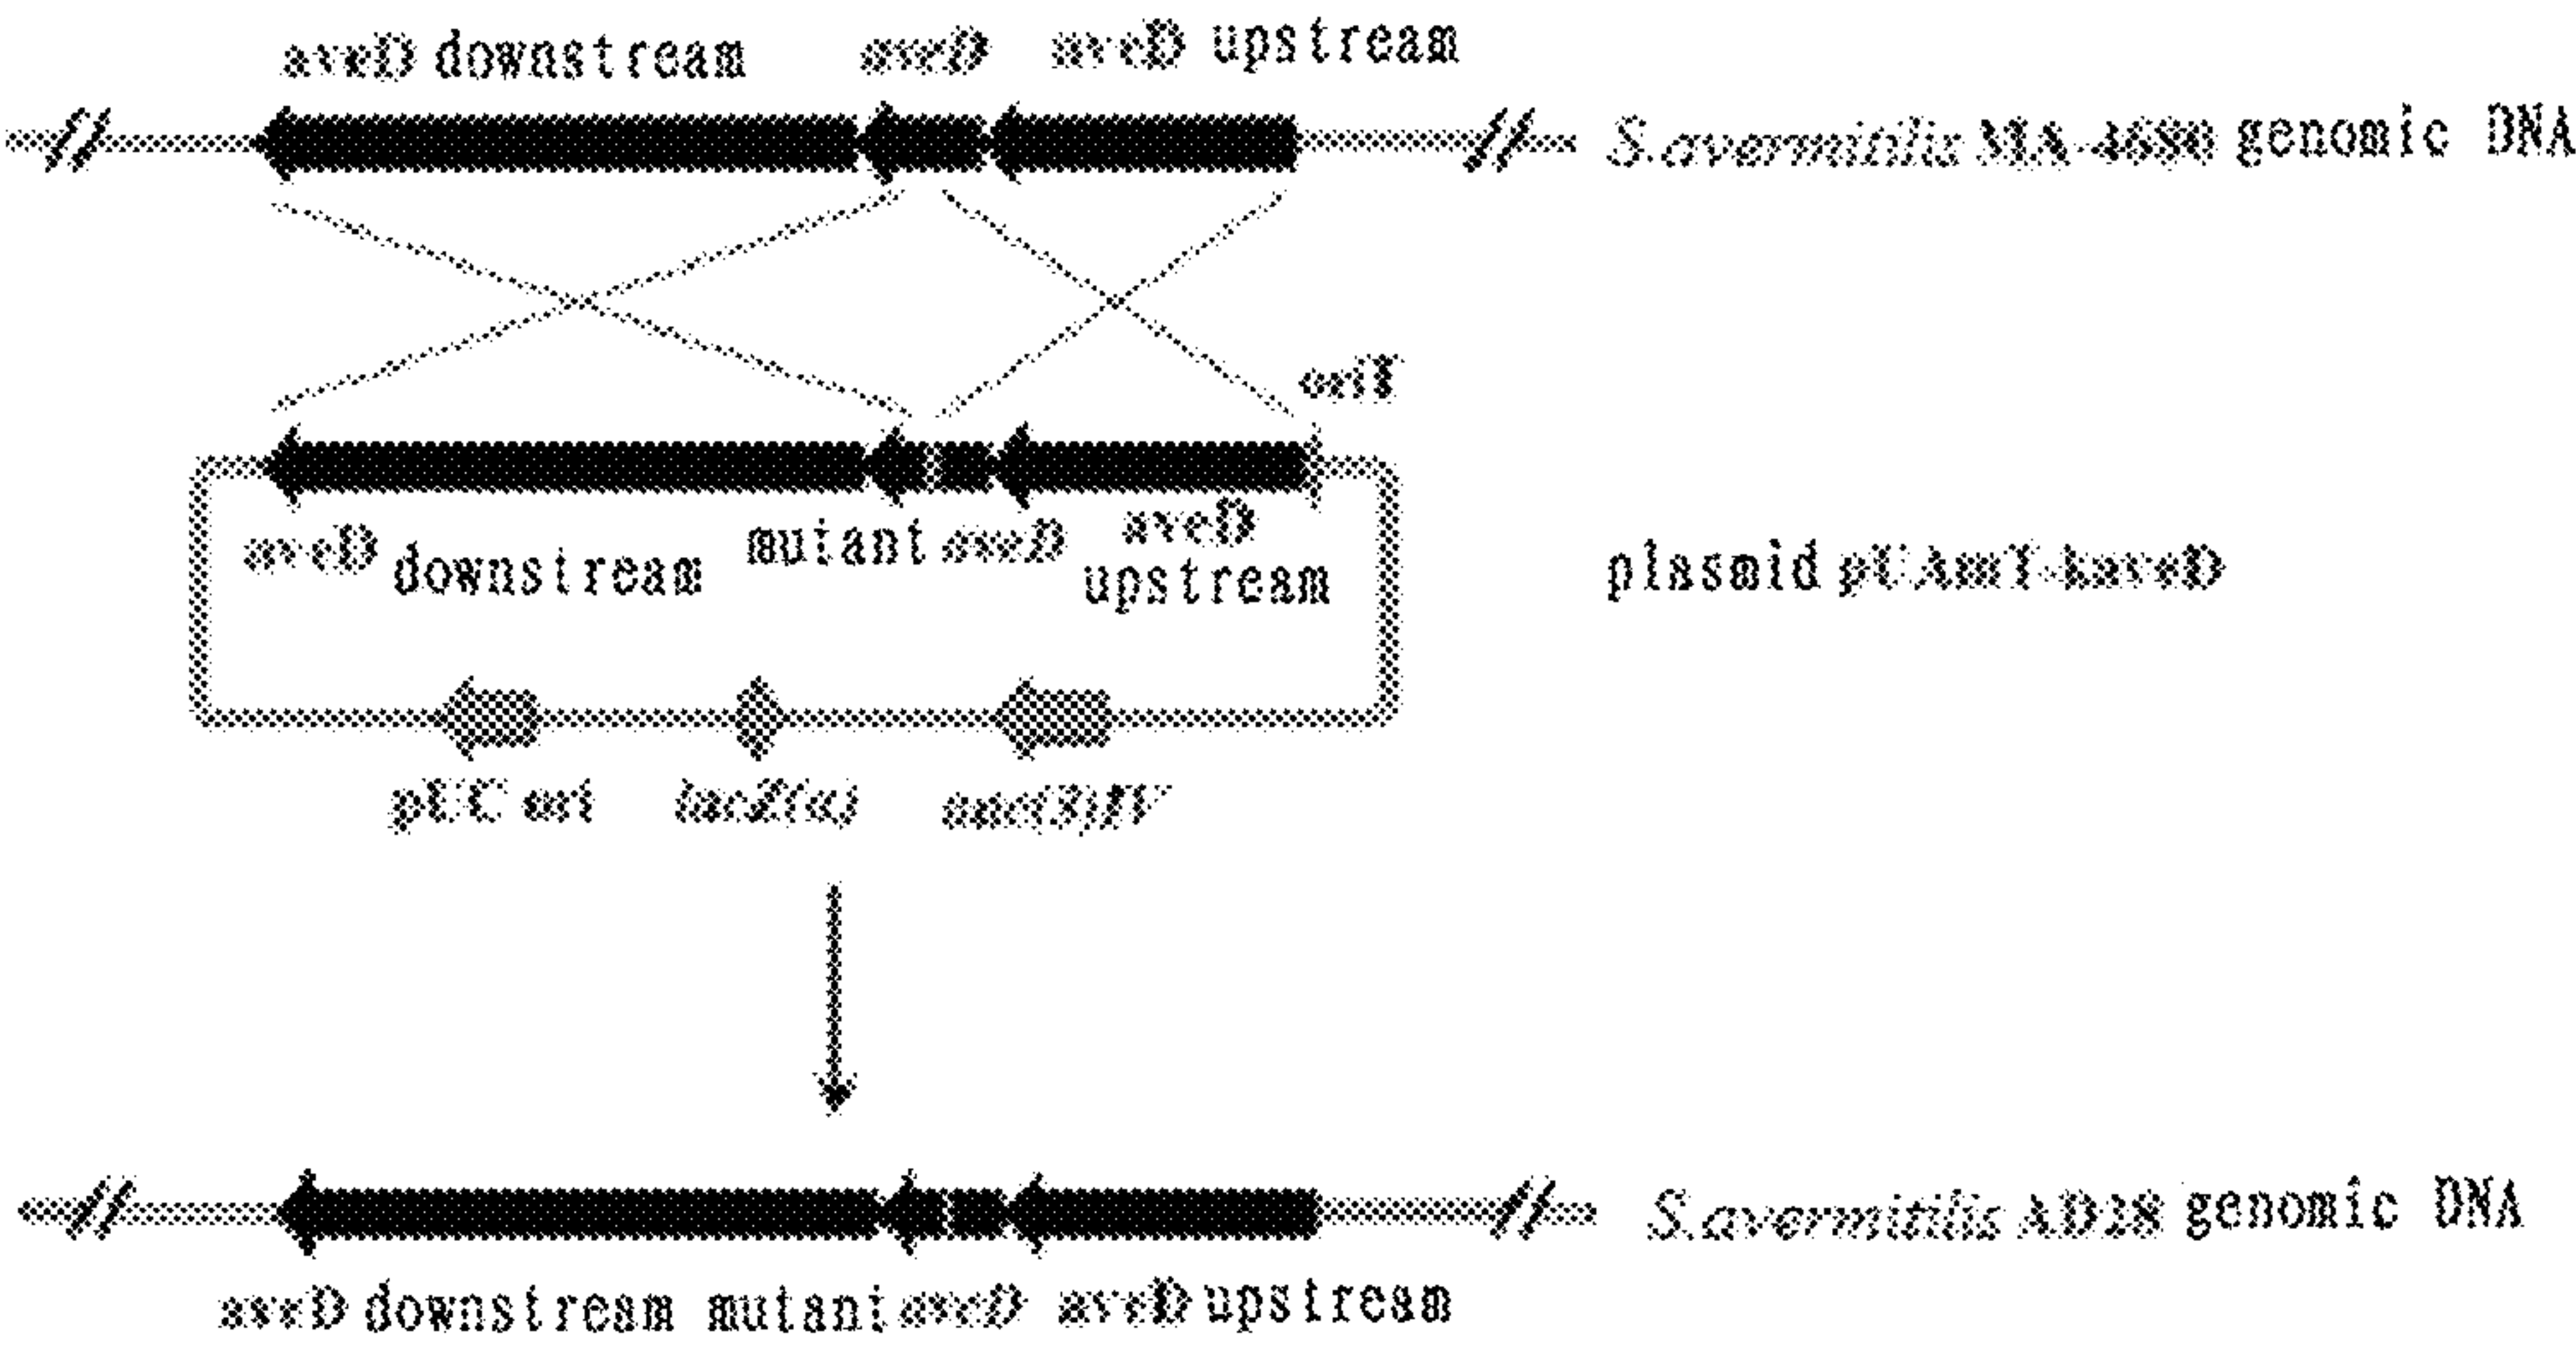 aveD downstream aveD aveD upstream
S.avermitilis MA-4680 genomic DNA
oriT
aveD downstream mutant aveD aveD upstream
plasmid pUAmT-kaveD
pUC ori lacZ(α) aac(3)IV
S.avermitilis AD28 genomic DNA
aveD downstream mutant aveD aveD upstream